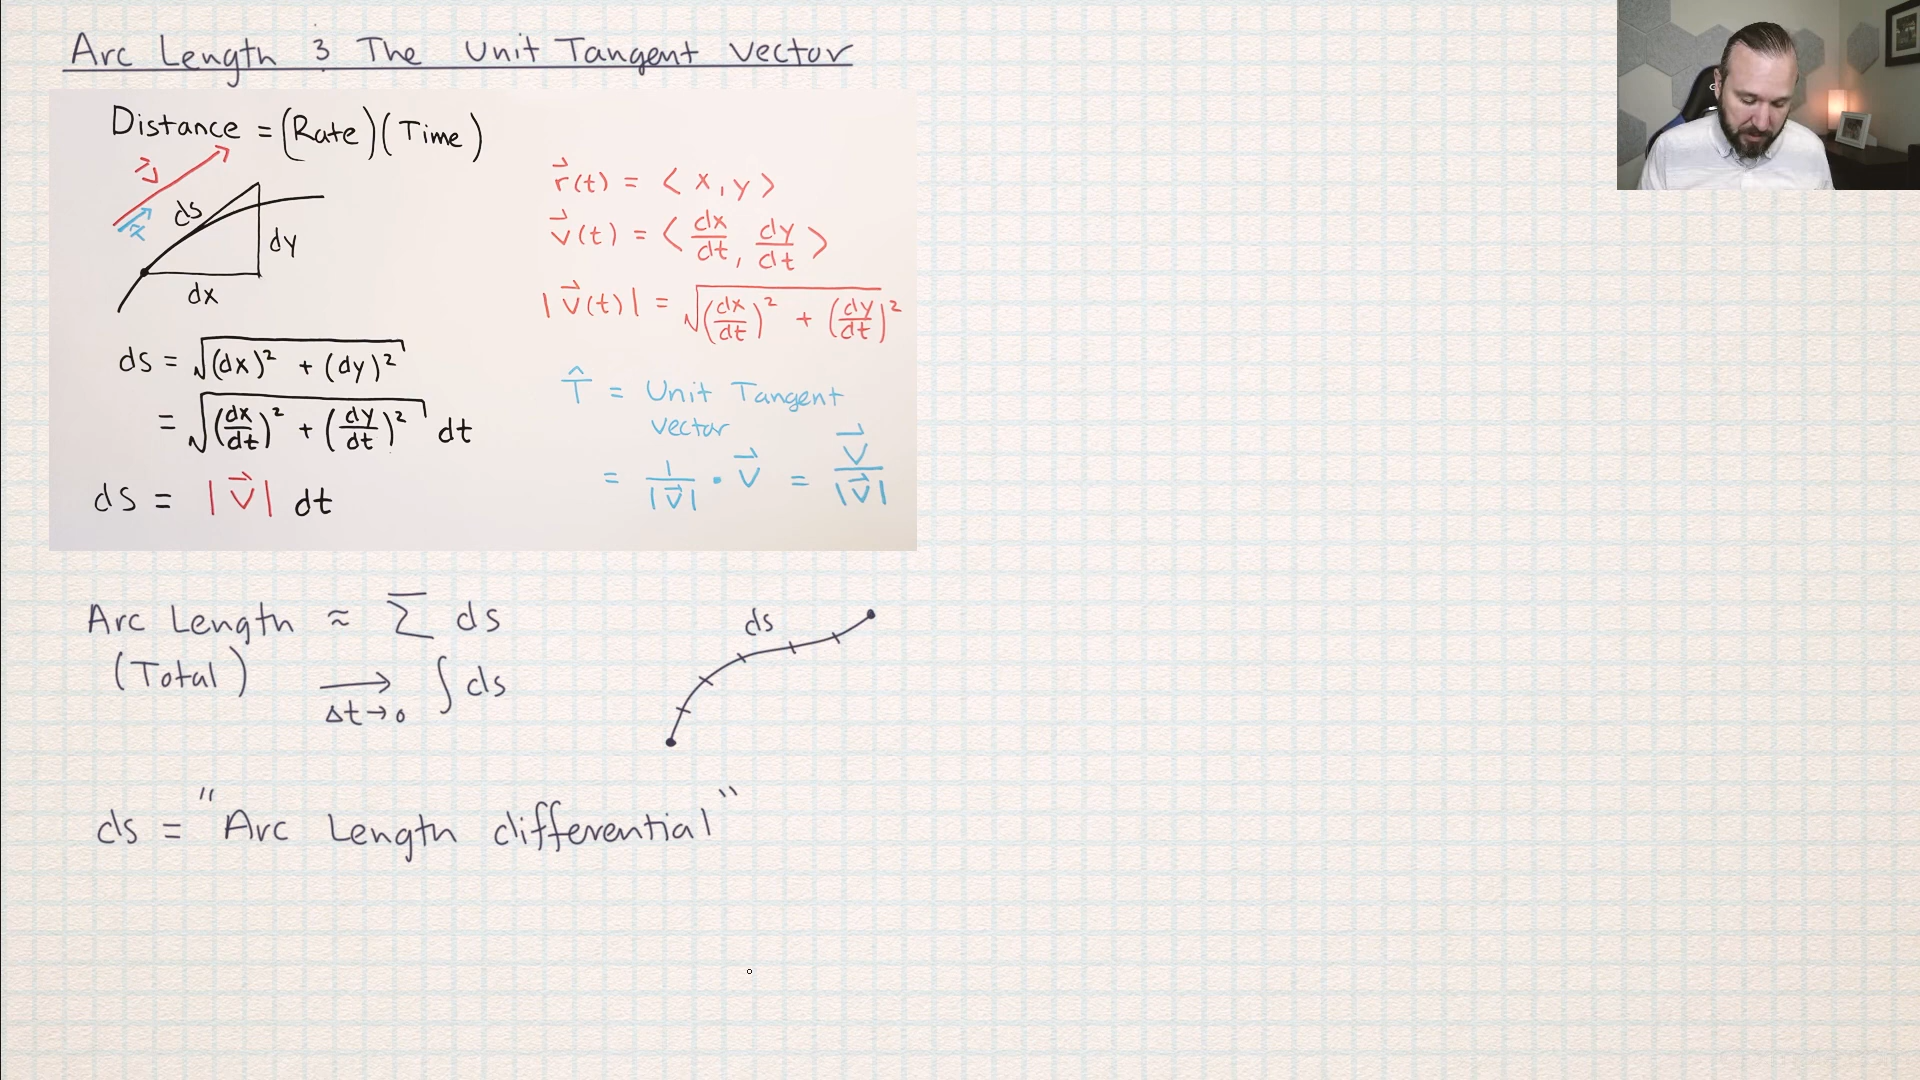 Arc Length & The Unit Tangent Vector
Distance = (Rate)(Time)
v⃗
ds
T̂
dy
dx
ds = √((dx)² + (dy)²)
= √((dx/dt)² + (dy/dt)²) dt
ds = |v⃗| dt
r⃗(t) = ⟨x, y⟩
v⃗(t) = ⟨dx/dt, dy/dt⟩
|v⃗(t)| = √((dx/dt)² + (dy/dt)²)
T̂ = Unit Tangent
vector
= 1/|v⃗| · v⃗ = v⃗/|v⃗|
Arc Length ≈ Σ ds
(Total) → ∫ ds
Δt→0
ds
ds = "Arc Length differential"